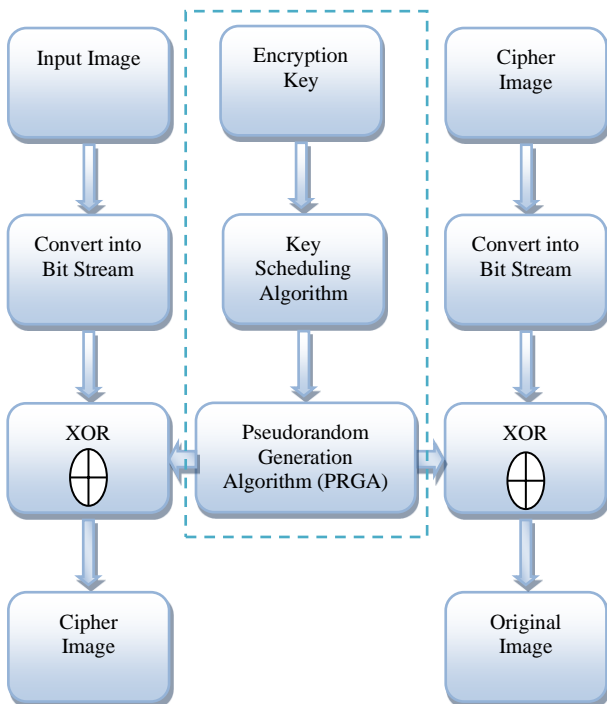 Input Image
Encryption
Key
Cipher
Image
Convert into
Bit Stream
Key
Scheduling
Algorithm
Convert into
Bit Stream
XOR
Pseudorandom
Generation
Algorithm (PRGA)
XOR
Cipher
Image
Original
Image